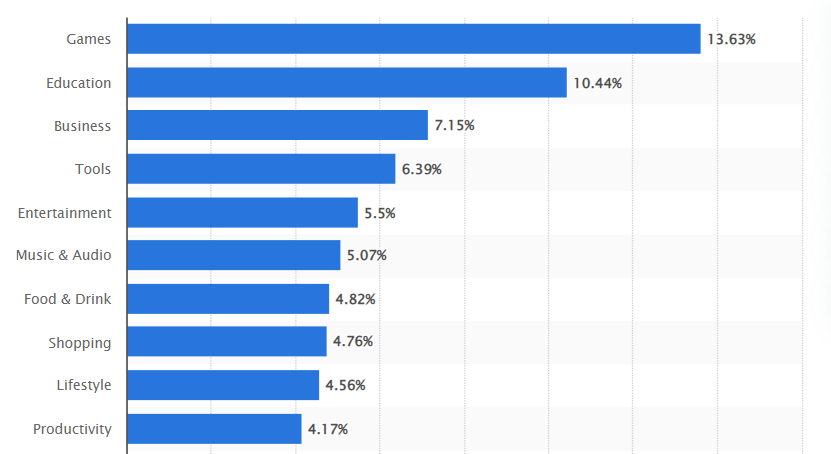 Games 13.63%
Education 10.44%
Business 7.15%
Tools 6.39%
Entertainment 5.5%
Music & Audio 5.07%
Food & Drink 4.82%
Shopping 4.76%
Lifestyle 4.56%
Productivity 4.17%